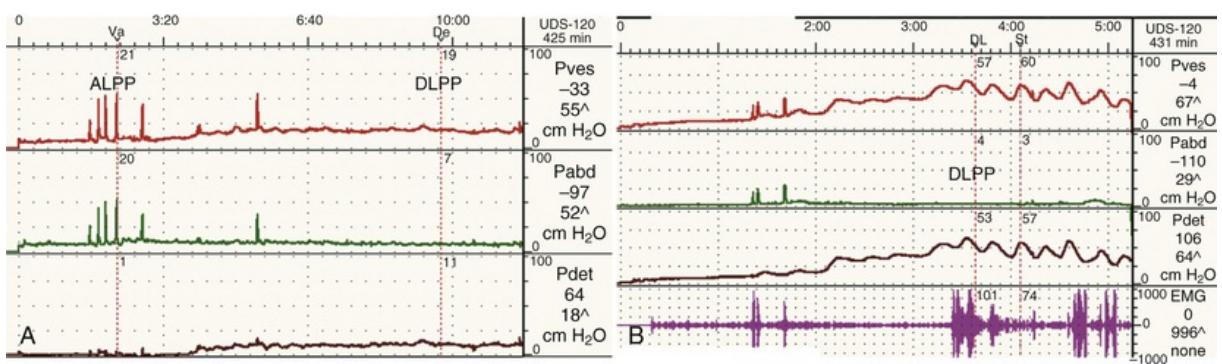 0 3:20 6:40 10:00 UDS-120
Va De 425 min
21 19 100 Pves
ALPP DLPP –33
55^
0 cm H₂O
20 7 100 Pabd
–97
52^
0 cm H₂O
1 11 100 Pdet
64
18^
A 0 cm H₂O
0 2:00 3:00 4:00 5:00 UDS-120
DL St 431 min
57 60 100 Pves
–4
67^
0 cm H₂O
4 3 100 Pabd
–110
DLPP 29^
0 cm H₂O
53 57 100 Pdet
106
64^
0 cm H₂O
101 74 1000 EMG
0 0
996^
B –1000 none